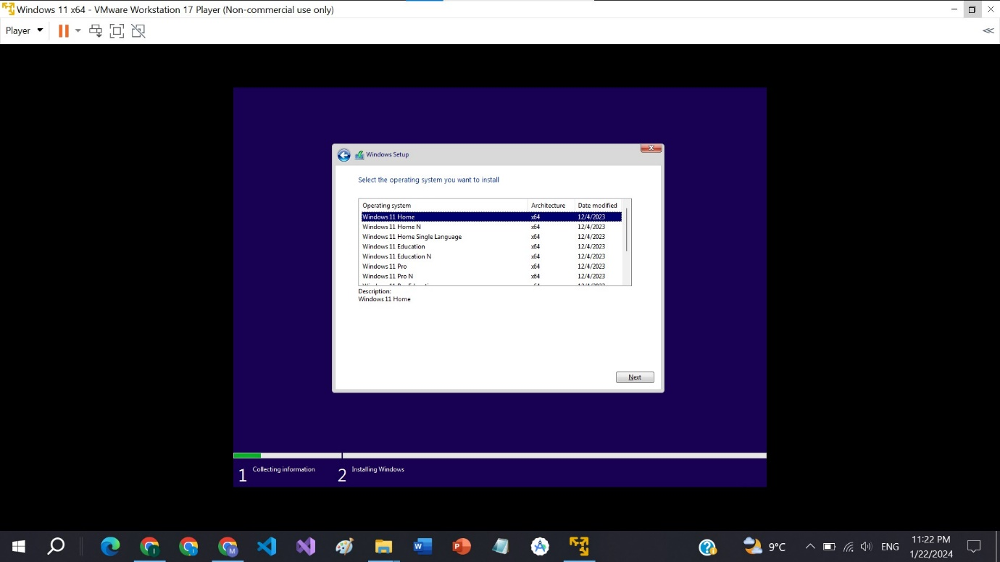 Windows 11 x64 - VMware Workstation 17 Player (Non-commercial use only)
Player
Windows Setup
Select the operating system you want to install
Operating system Architecture Date modified
Windows 11 Home x64 12/4/2023
Windows 11 Home N x64 12/4/2023
Windows 11 Home Single Language x64 12/4/2023
Windows 11 Education x64 12/4/2023
Windows 11 Education N x64 12/4/2023
Windows 11 Pro x64 12/4/2023
Windows 11 Pro N x64 12/4/2023
Description:
Windows 11 Home
Next
1 Collecting information 2 Installing Windows
9°C ENG 11:22 PM
1/22/2024